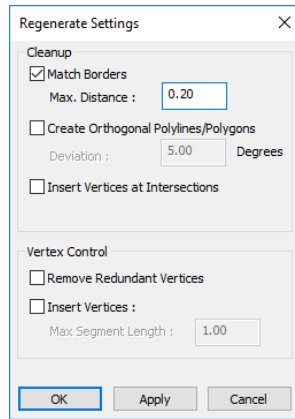 Regenerate Settings
Cleanup
Match Borders
Max. Distance : 0.20
Create Orthogonal Polylines/Polygons
Deviation : 5.00 Degrees
Insert Vertices at Intersections
Vertex Control
Remove Redundant Vertices
Insert Vertices :
Max Segment Length : 1.00
OK Apply Cancel